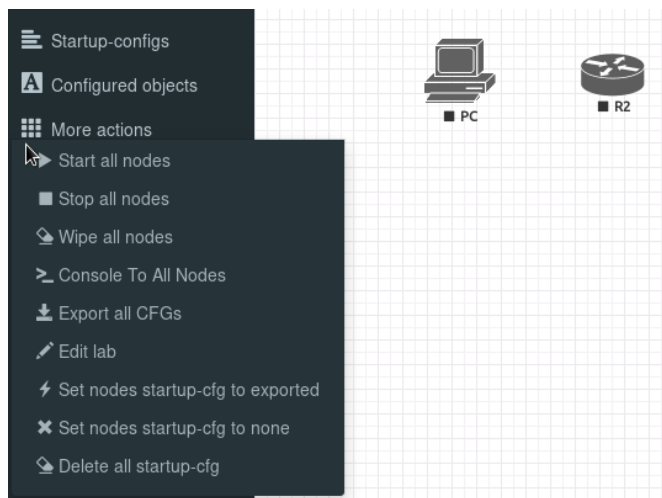 Startup-configs
Configured objects
More actions
Start all nodes
Stop all nodes
Wipe all nodes
Console To All Nodes
Export all CFGs
Edit lab
Set nodes startup-cfg to exported
Set nodes startup-cfg to none
Delete all startup-cfg
PC
R2